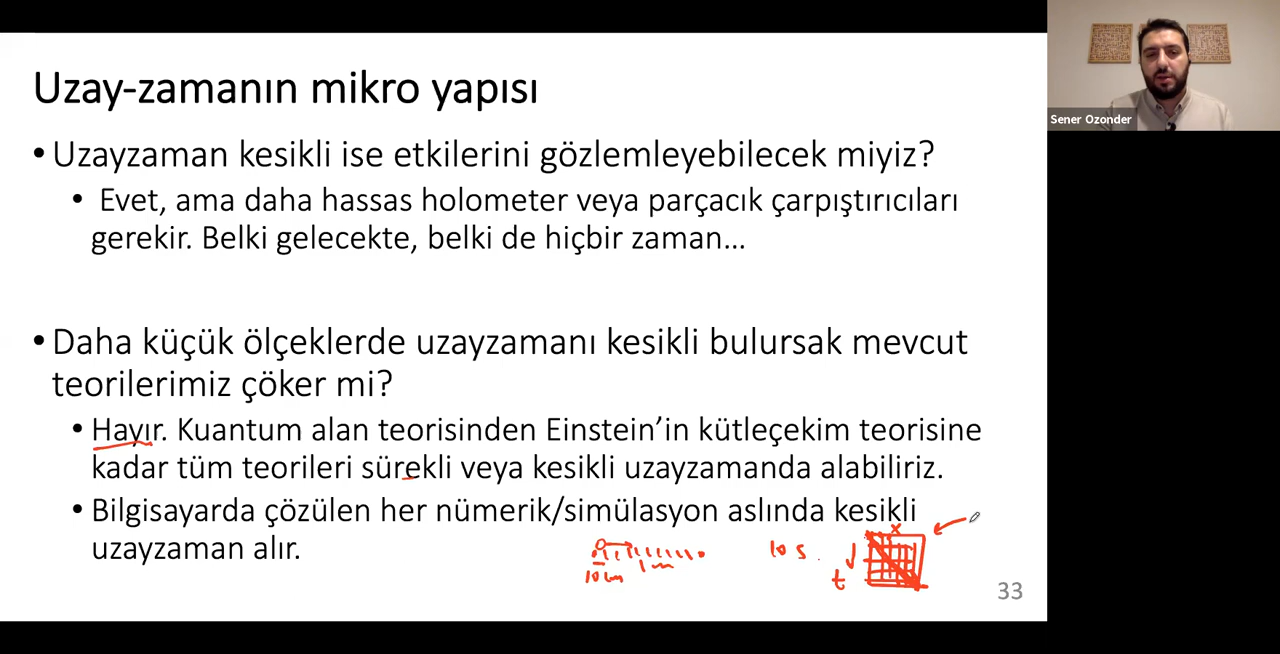 Uzay-zamanın mikro yapısı
• Uzayzaman kesikli ise etkilerini gözlemleyebilecek miyiz?
• Evet, ama daha hassas holometer veya parçacık çarpıştırıcıları
gerekir. Belki gelecekte, belki de hiçbir zaman…
• Daha küçük ölçeklerde uzayzamanı kesikli bulursak mevcut
teorilerimiz çöker mi?
• Hayır. Kuantum alan teorisinden Einstein’in kütleçekim teorisine
kadar tüm teorileri sürekli veya kesikli uzayzamanda alabiliriz.
• Bilgisayarda çözülen her nümerik/simülasyon aslında kesikli
uzayzaman alır.
10 cm
1 m
10 s.
t
x
33
Sener Ozonder